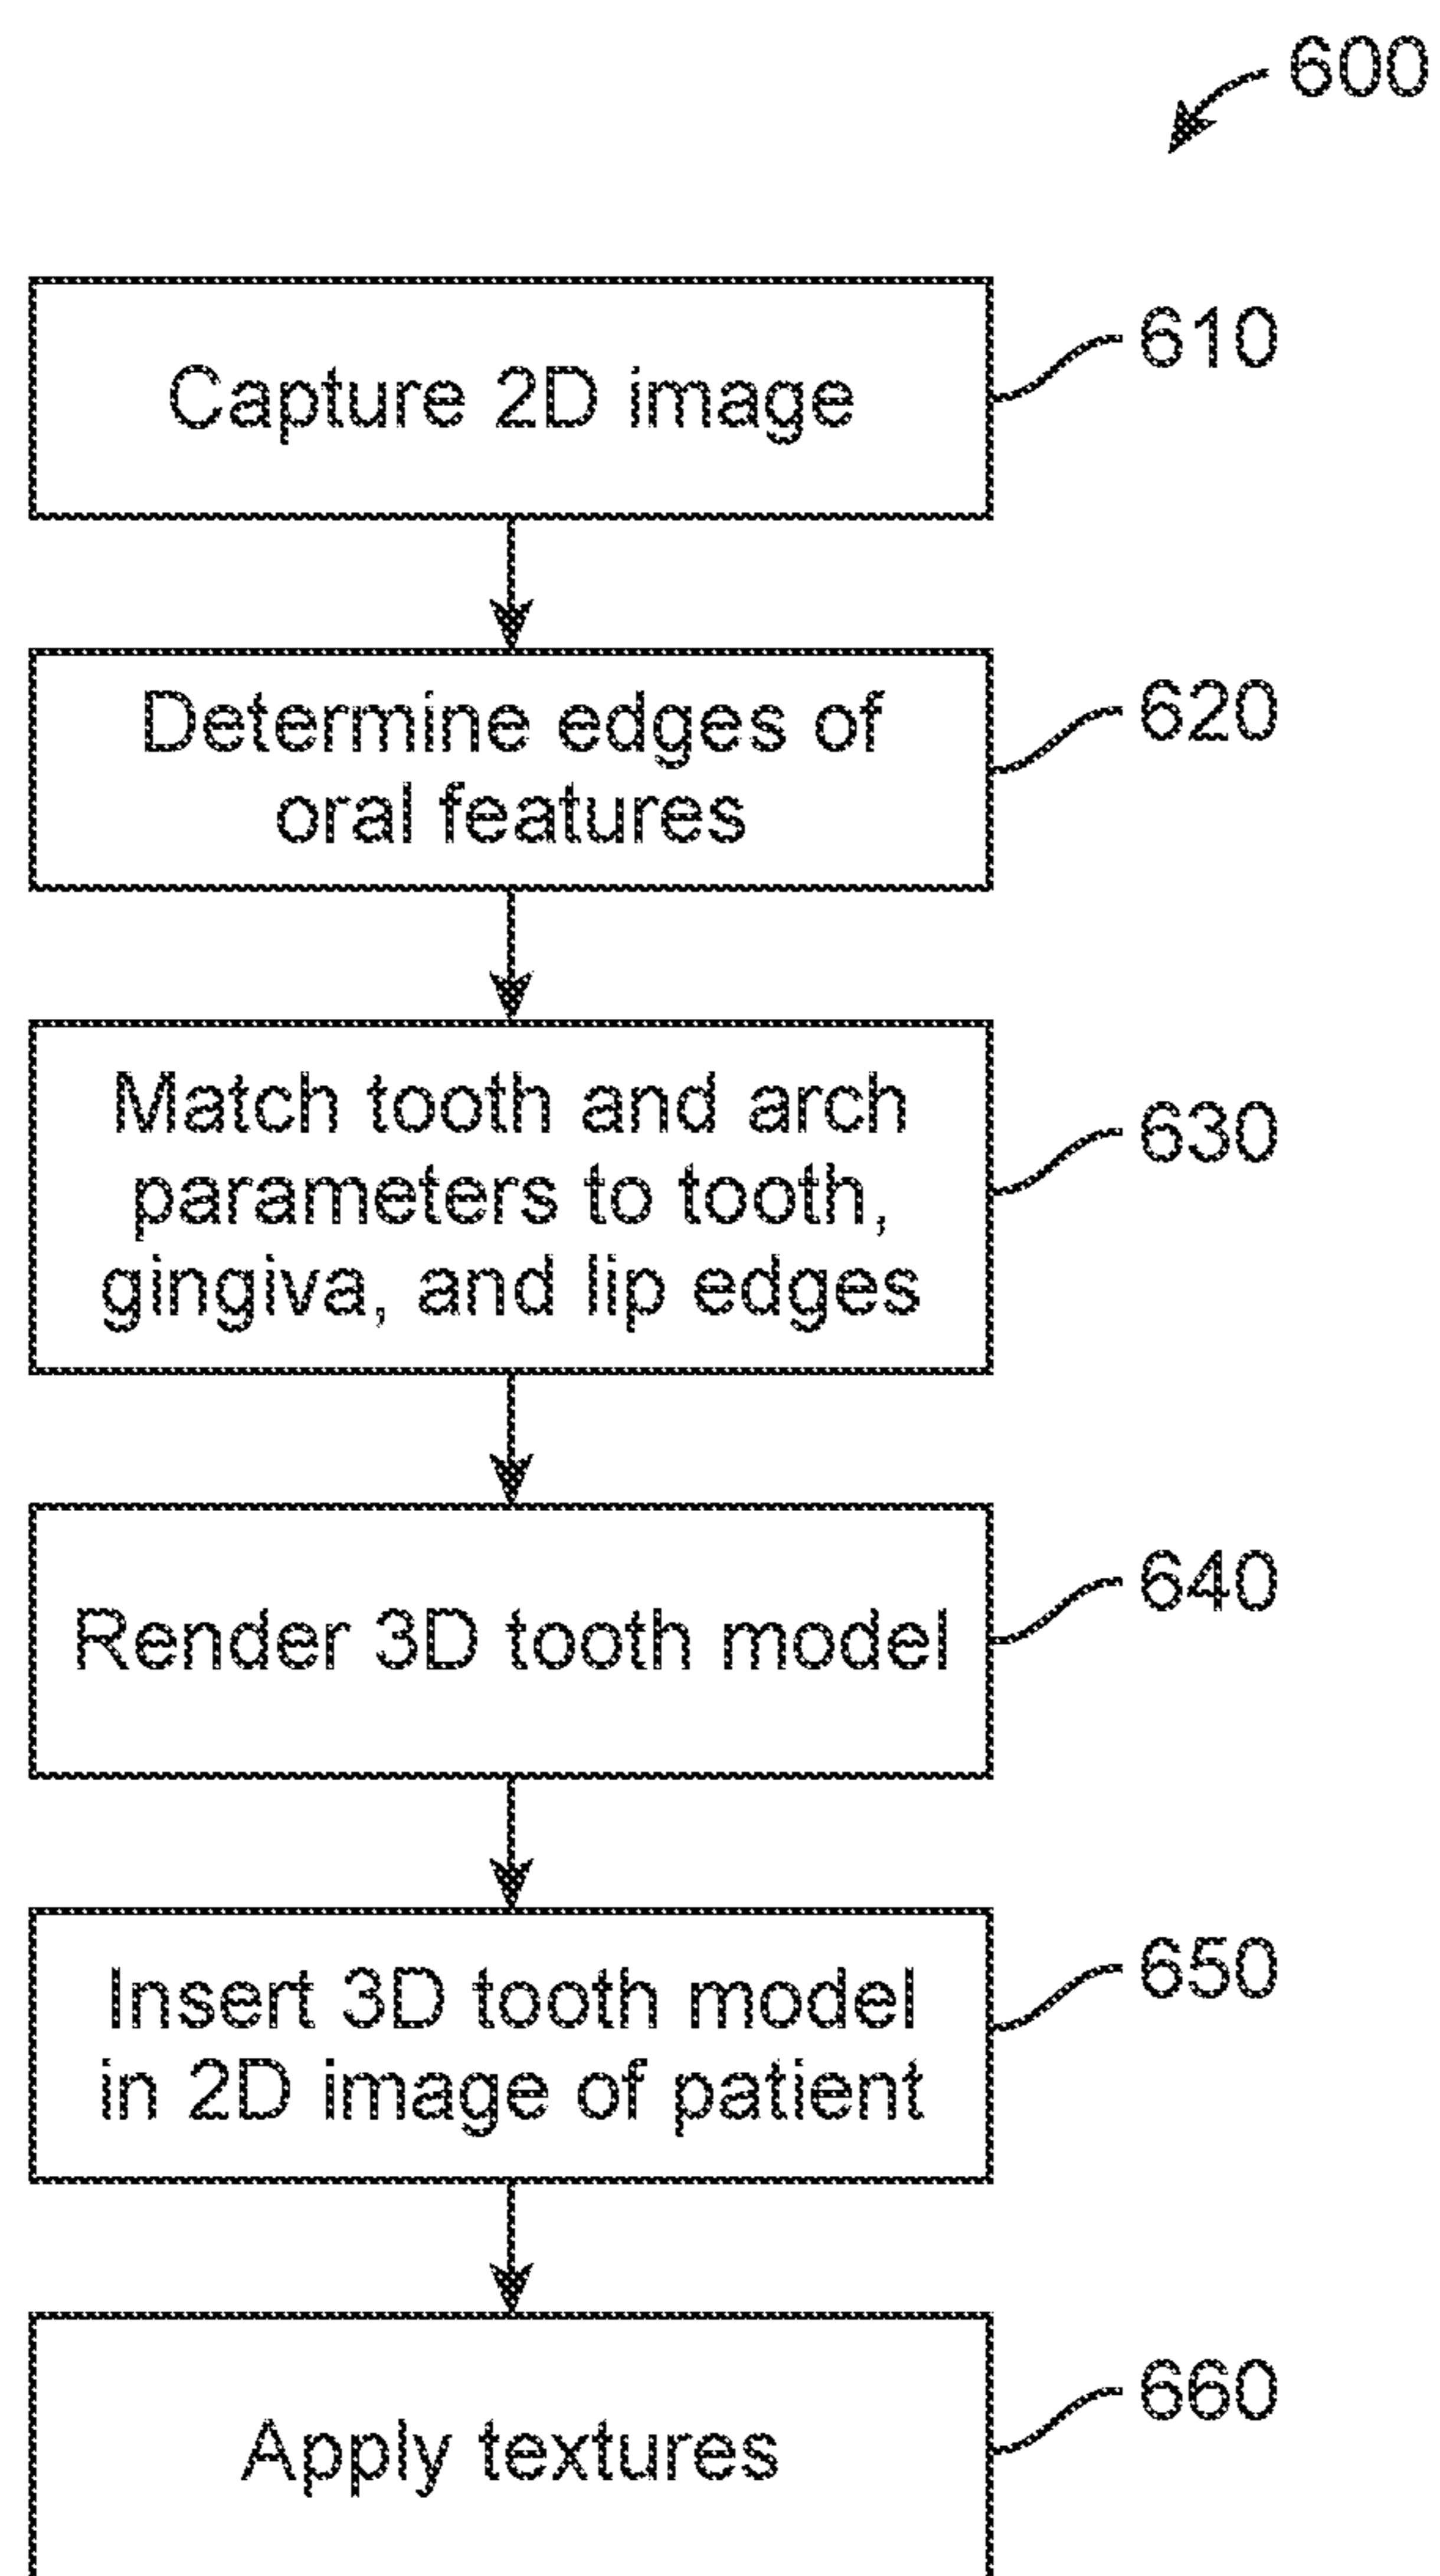 600
Capture 2D image
610
Determine edges of
oral features
620
Match tooth and arch
parameters to tooth,
gingiva, and lip edges
630
Render 3D tooth model
640
Insert 3D tooth model
in 2D image of patient
650
Apply textures
660